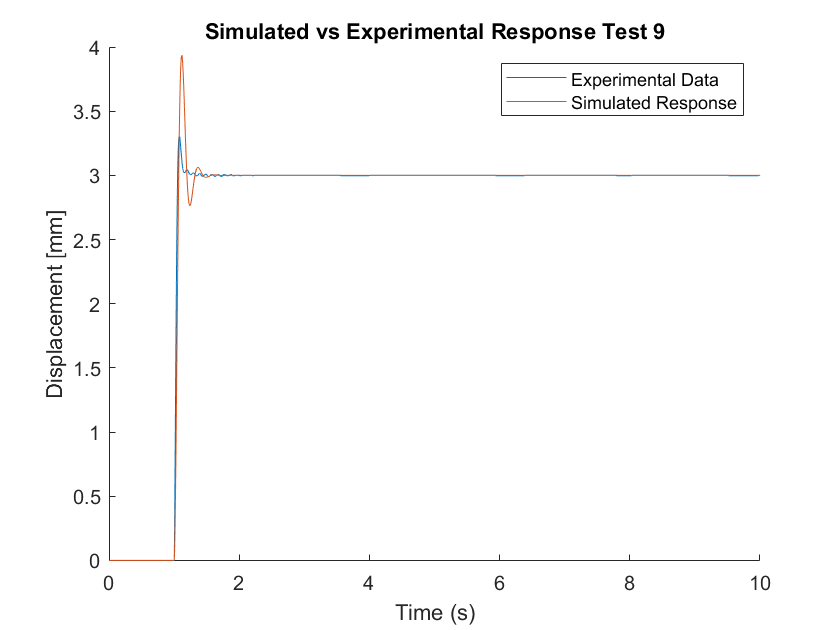 Simulated vs Experimental Response Test 9
Experimental Data
Simulated Response
4
3.5
3
2.5
2
1.5
1
0.5
0
Displacement [mm]
0 2 4 6 8 10
Time (s)